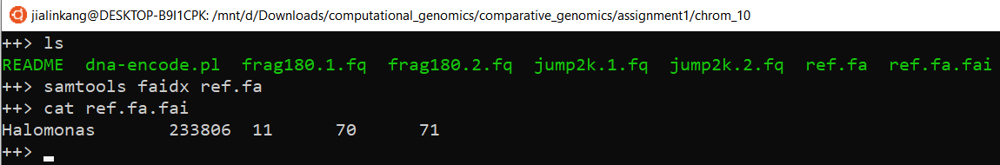 jialinkang@DESKTOP-B9I1CPK: /mnt/d/Downloads/computational_genomics/comparative_genomics/assignment1/chrom_10
++> ls
README dna-encode.pl frag180.1.fq frag180.2.fq jump2k.1.fq jump2k.2.fq ref.fa ref.fa.fai
++> samtools faidx ref.fa
++> cat ref.fa.fai
Halomonas 233806 11 70 71
++>